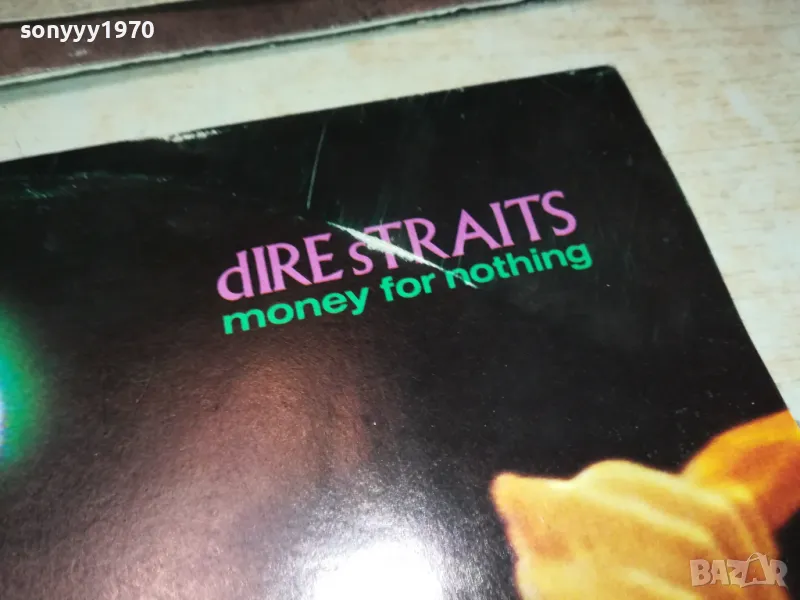 sonyyy1970
dIRE sTRAITS
money for nothing
BAZAR